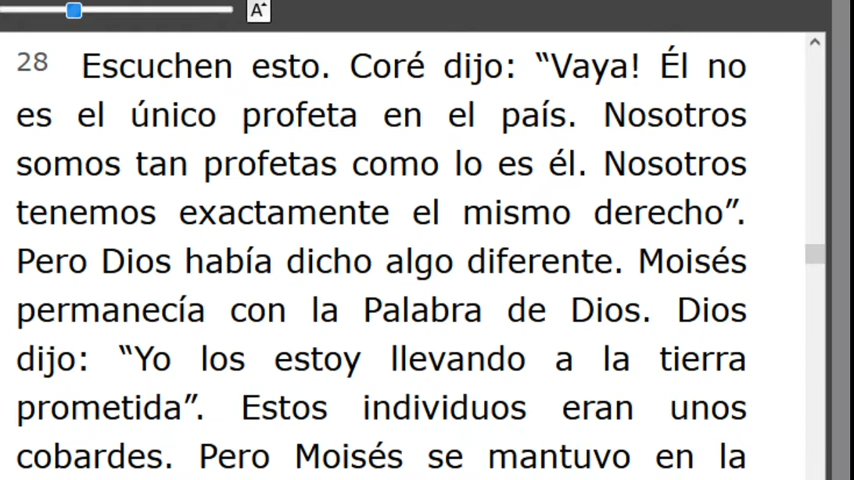 A
28 Escuchen esto. Coré dijo: “Vaya! Él no
es el único profeta en el país. Nosotros
somos tan profetas como lo es él. Nosotros
tenemos exactamente el mismo derecho”.
Pero Dios había dicho algo diferente. Moisés
permanecía con la Palabra de Dios. Dios
dijo: “Yo los estoy llevando a la tierra
prometida”. Estos individuos eran unos
cobardes. Pero Moisés se mantuvo en la